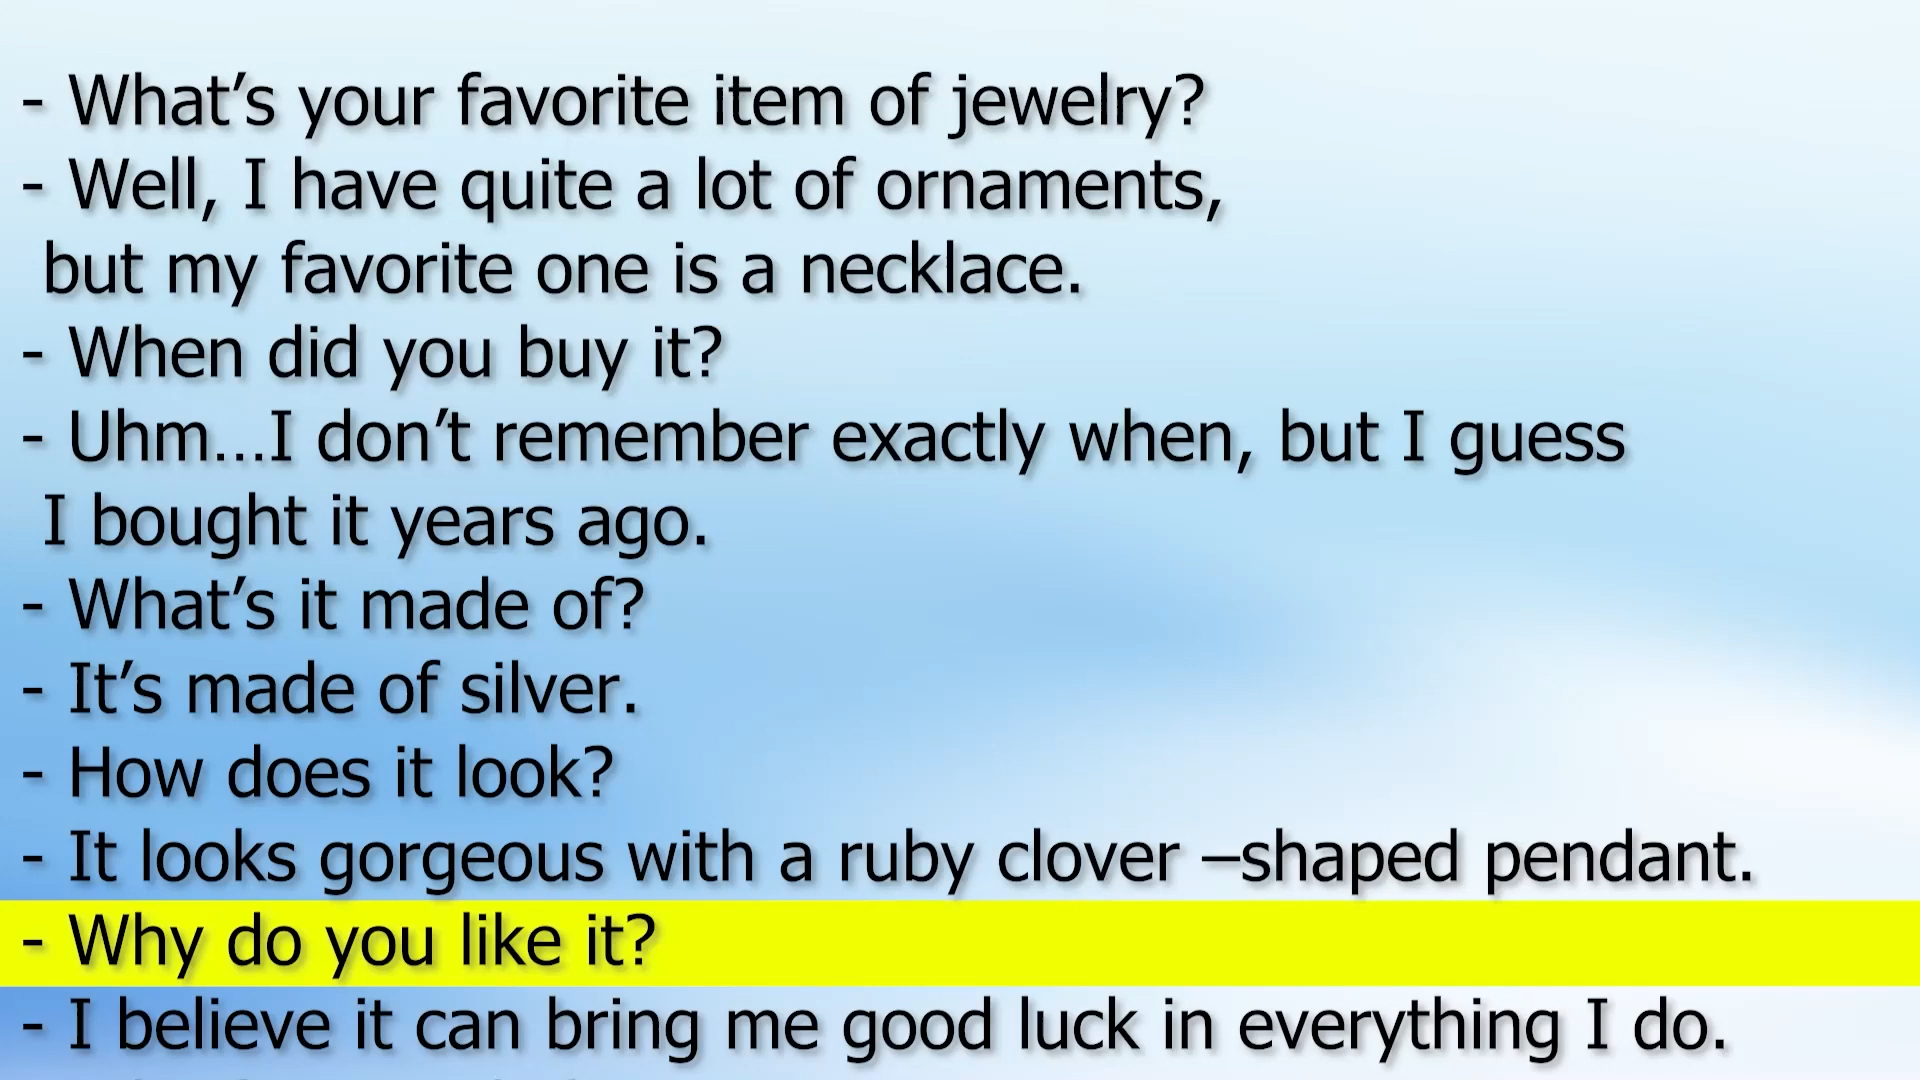 - What’s your favorite item of jewelry?
- Well, I have quite a lot of ornaments,
but my favorite one is a necklace.
- When did you buy it?
- Uhm...I don’t remember exactly when, but I guess
I bought it years ago.
- What’s it made of?
- It’s made of silver.
- How does it look?
- It looks gorgeous with a ruby clover –shaped pendant.
- Why do you like it?
- I believe it can bring me good luck in everything I do.